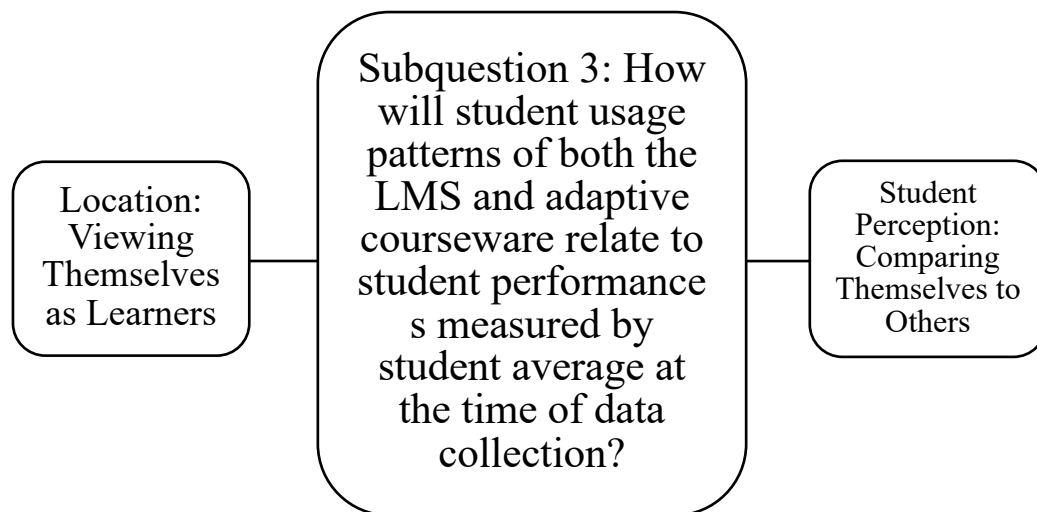 Location:
Viewing
Themselves
as Learners
Subquestion 3: How
will student usage
patterns of both the
LMS and adaptive
courseware relate to
student performance
s measured by
student average at
the time of data
collection?
Student
Perception:
Comparing
Themselves to
Others